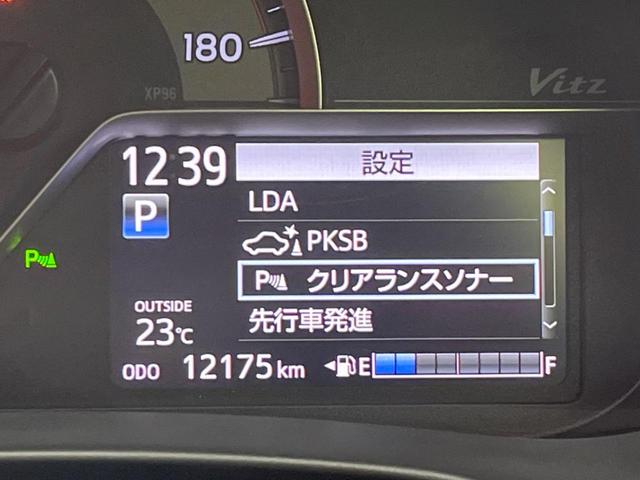 180
XP96
Vitz
12:39
設定
P
LDA
PKSB
P クリアランスソナー
P
先行車発進
OUTSIDE
23℃
ODO 12175 km
E F